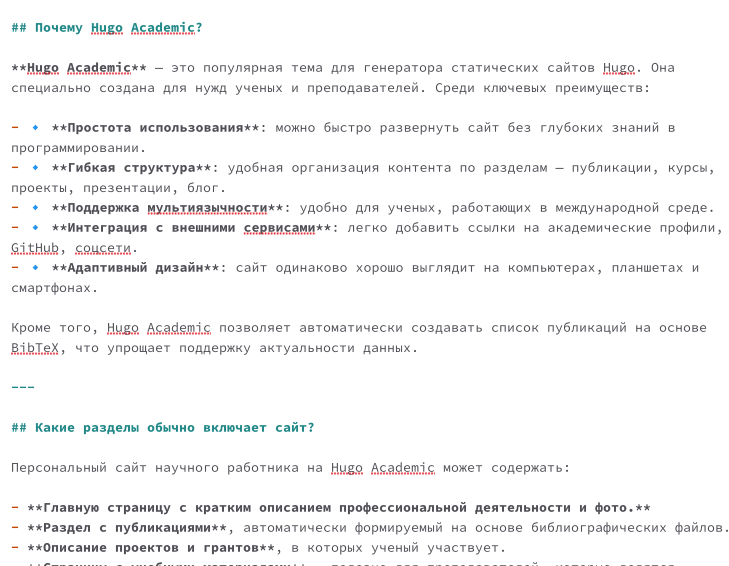 ## Почему Hugo Academic?
**Hugo Academic** — это популярная тема для генератора статических сайтов Hugo. Она
специально создана для нужд ученых и преподавателей. Среди ключевых преимуществ:
- 🔹 **Простота использования**: можно быстро развернуть сайт без глубоких знаний в
программировании.
- 🔹 **Гибкая структура**: удобная организация контента по разделам — публикации, курсы,
проекты, презентации, блог.
- 🔹 **Поддержка мультиязычности**: удобно для ученых, работающих в международной среде.
- 🔹 **Интеграция с внешними сервисами**: легко добавить ссылки на академические профили,
GitHub, соцсети.
- 🔹 **Адаптивный дизайн**: сайт одинаково хорошо выглядит на компьютерах, планшетах и
смартфонах.
Кроме того, Hugo Academic позволяет автоматически создавать список публикаций на основе
BibTeX, что упрощает поддержку актуальности данных.
---
## Какие разделы обычно включает сайт?
Персональный сайт научного работника на Hugo Academic может содержать:
- **Главную страницу с кратким описанием профессиональной деятельности и фото.**
- **Раздел с публикациями**, автоматически формируемый на основе библиографических файлов.
- **Описание проектов и грантов**, в которых ученый участвует.